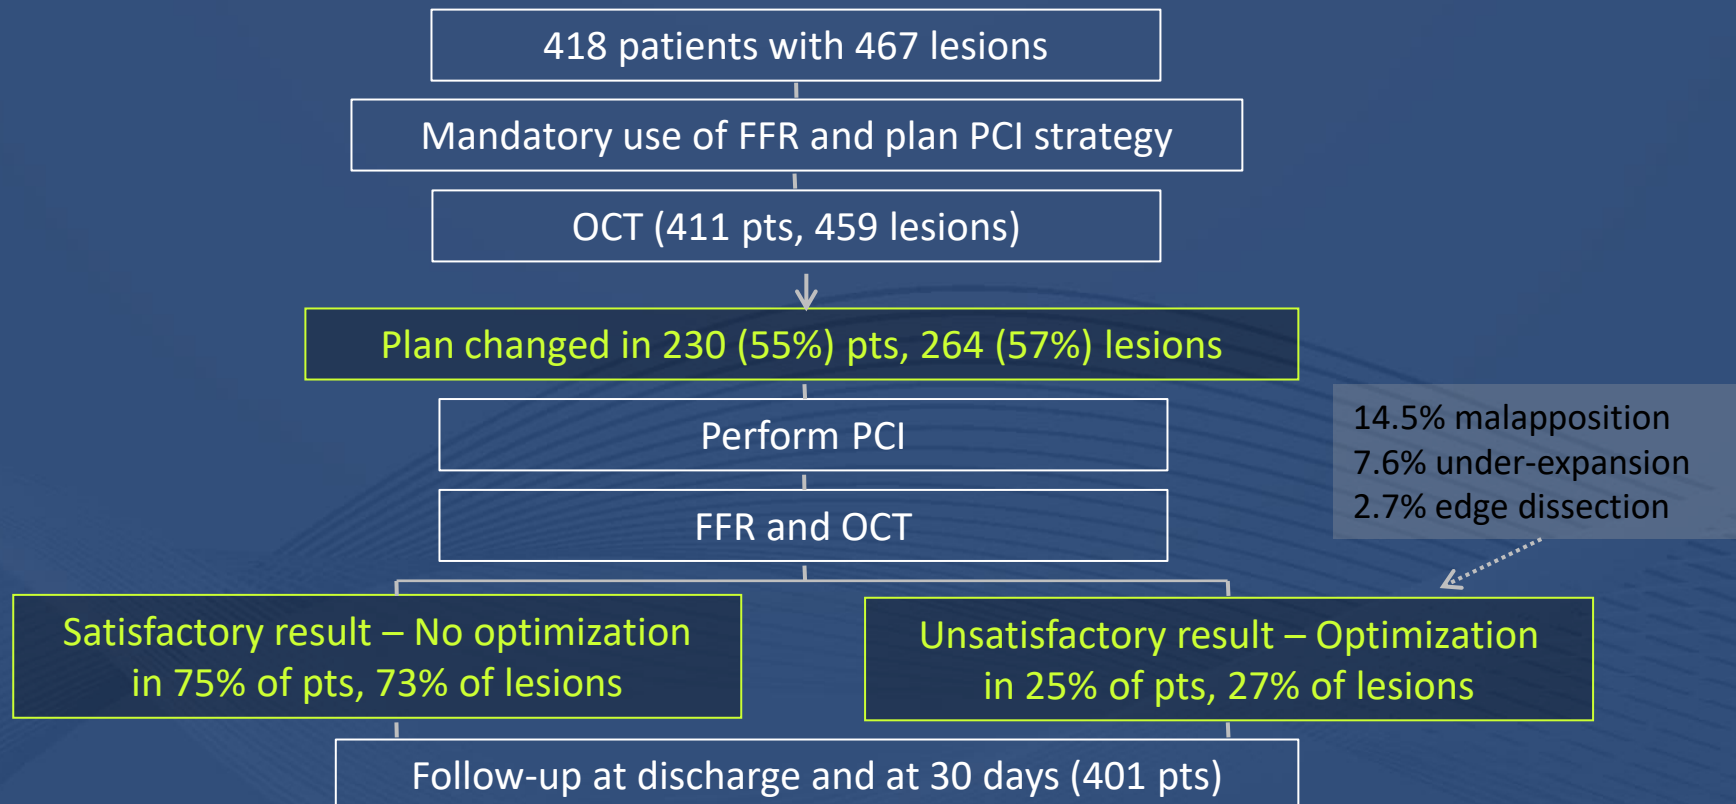 418 patients with 467 lesions
Mandatory use of FFR and plan PCI strategy
OCT (411 pts, 459 lesions)
Plan changed in 230 (55%) pts, 264 (57%) lesions
Perform PCI
14.5% malapposition
7.6% under-expansion
2.7% edge dissection
FFR and OCT
Satisfactory result – No optimization
in 75% of pts, 73% of lesions
Unsatisfactory result – Optimization
in 25% of pts, 27% of lesions
Follow-up at discharge and at 30 days (401 pts)